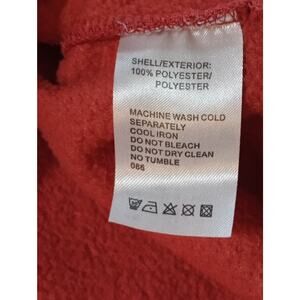 SHELL/EXTERIOR:
100% POLYESTER/
POLYESTER
MACHINE WASH COLD
SEPARATELY
COOL IRON
DO NOT BLEACH
DO NOT DRY CLEAN
NO TUMBLE
086